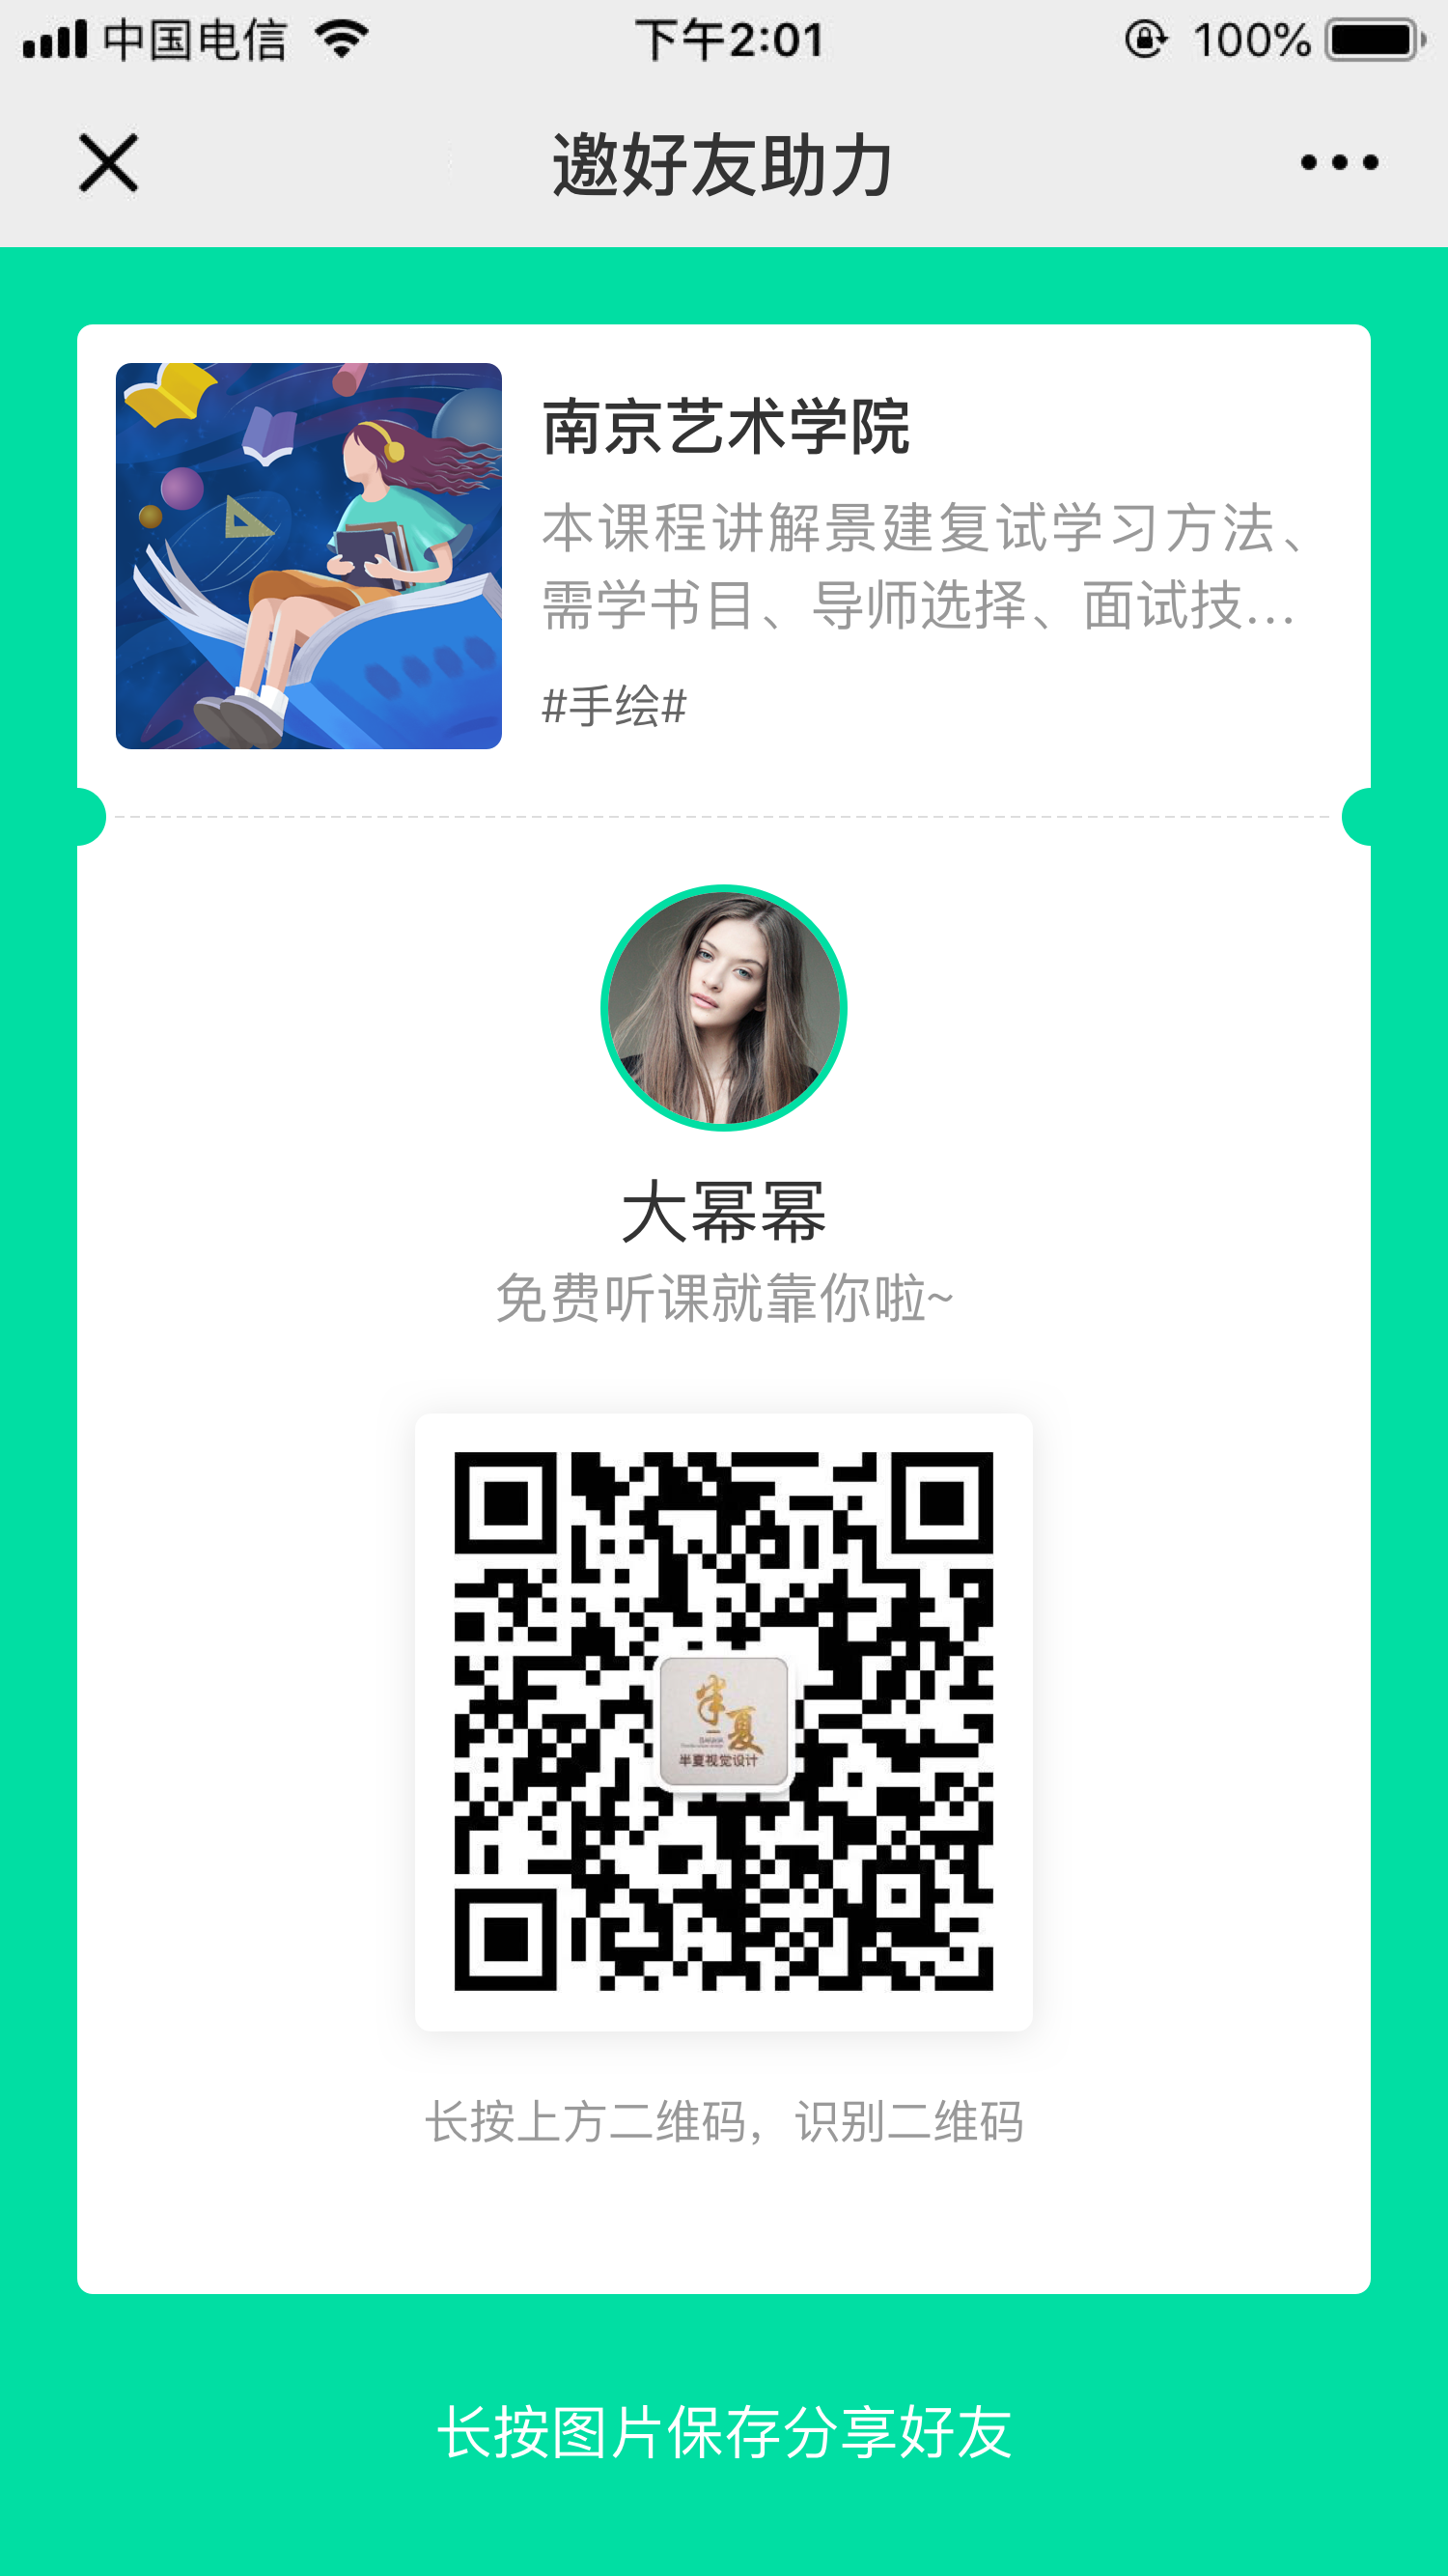 中国电信
下午2:01
100%
邀好友助力
南京艺术学院
本课程讲解景建复试学习方法、
需学书目、导师选择、面试技...
#手绘#
大幂幂
免费听课就靠你啦~
半夏
半夏视觉设计
长按上方二维码，识别二维码
长按图片保存分享好友